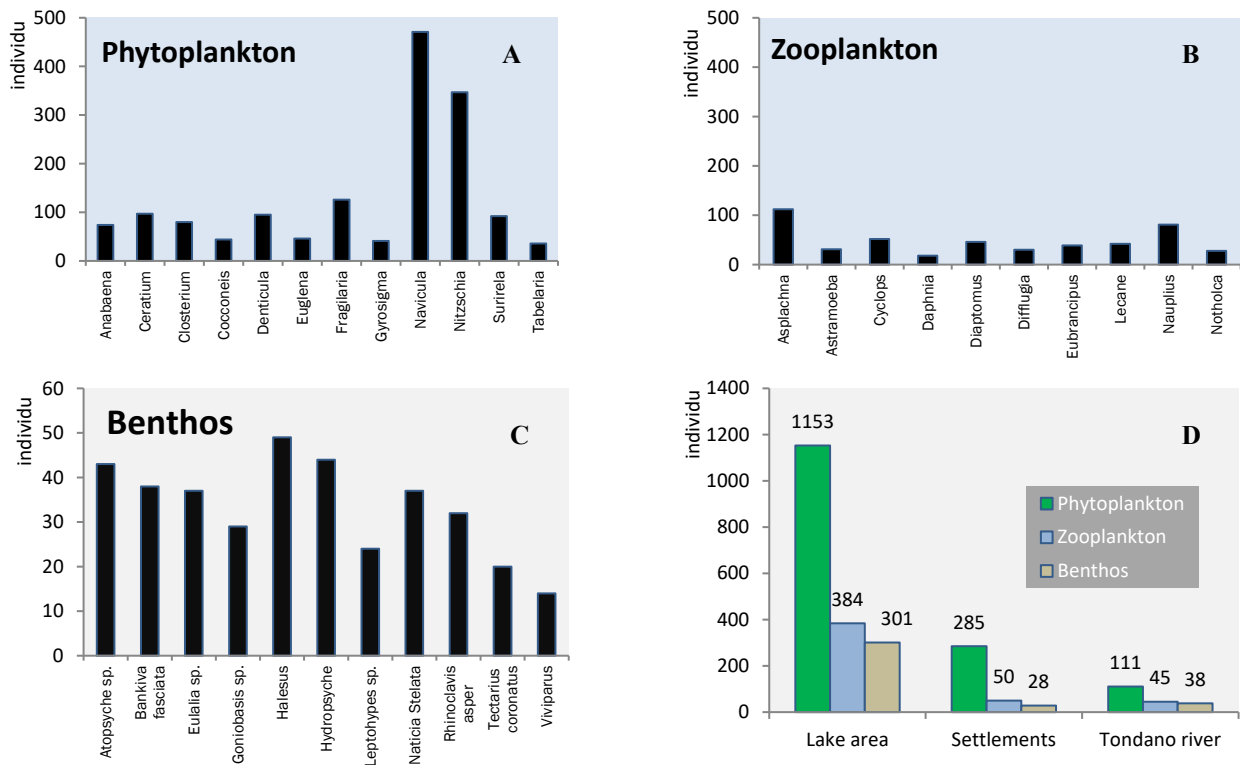 Phytoplankton
A
individu
500
400
300
200
100
0
Anabaena
Ceratium
Closterium
Cocconeis
Denticula
Euglena
Fragilaria
Gyrosigma
Navicula
Nitzschia
Surirela
Tabelaria
Zooplankton
B
individu
500
400
300
200
100
0
Asplachna
Astramoeba
Cyclops
Daphnia
Diaptomus
Difflugia
Eubrancipus
Lecane
Nauplius
Notholca
Benthos
C
individu
60
50
40
30
20
10
0
Atopsyche sp.
Bankiva
fasciata
Eulalia sp.
Goniobasis sp.
Halesus
Hydropsyche
Leptohypes sp.
Naticia Stelata
Rhinoclavis
asper
Tectarius
coronatus
Viviparus
D
individu
1400
1200
1000
800
600
400
200
0
1153
384
301
285
50
28
111
45
38
Phytoplankton
Zooplankton
Benthos
Lake area
Settlements
Tondano river